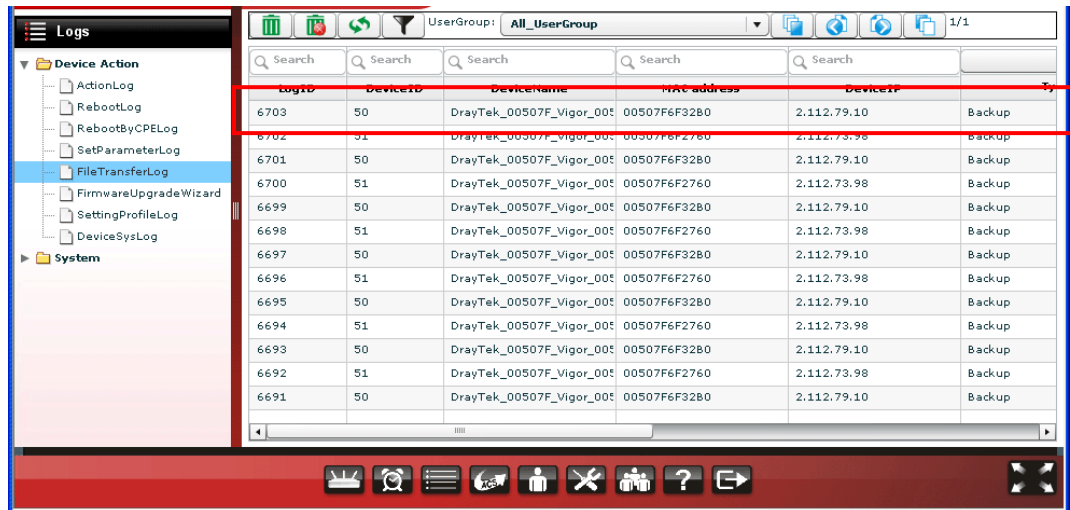 Logs
Device Action
ActionLog
RebootLog
RebootByCPELog
SetParameterLog
FileTransferLog
FirmwareUpgradeWizard
SettingProfileLog
DeviceSysLog
System
UserGroup: All_UserGroup 1/1
Search Search Search Search Search
LogID DeviceID DeviceName MAC address DeviceIP Ty
6703 50 DrayTek_00507F_Vigor_005 00507F6F32B0 2.112.79.10 Backup
6702 51 DrayTek_00507F_Vigor_005 00507F6F2760 2.112.73.98 Backup
6701 50 DrayTek_00507F_Vigor_005 00507F6F32B0 2.112.79.10 Backup
6700 51 DrayTek_00507F_Vigor_005 00507F6F2760 2.112.73.98 Backup
6699 50 DrayTek_00507F_Vigor_005 00507F6F32B0 2.112.79.10 Backup
6698 51 DrayTek_00507F_Vigor_005 00507F6F2760 2.112.73.98 Backup
6697 50 DrayTek_00507F_Vigor_005 00507F6F32B0 2.112.79.10 Backup
6696 51 DrayTek_00507F_Vigor_005 00507F6F2760 2.112.73.98 Backup
6695 50 DrayTek_00507F_Vigor_005 00507F6F32B0 2.112.79.10 Backup
6694 51 DrayTek_00507F_Vigor_005 00507F6F2760 2.112.73.98 Backup
6693 50 DrayTek_00507F_Vigor_005 00507F6F32B0 2.112.79.10 Backup
6692 51 DrayTek_00507F_Vigor_005 00507F6F2760 2.112.73.98 Backup
6691 50 DrayTek_00507F_Vigor_005 00507F6F32B0 2.112.79.10 Backup
ACS ?